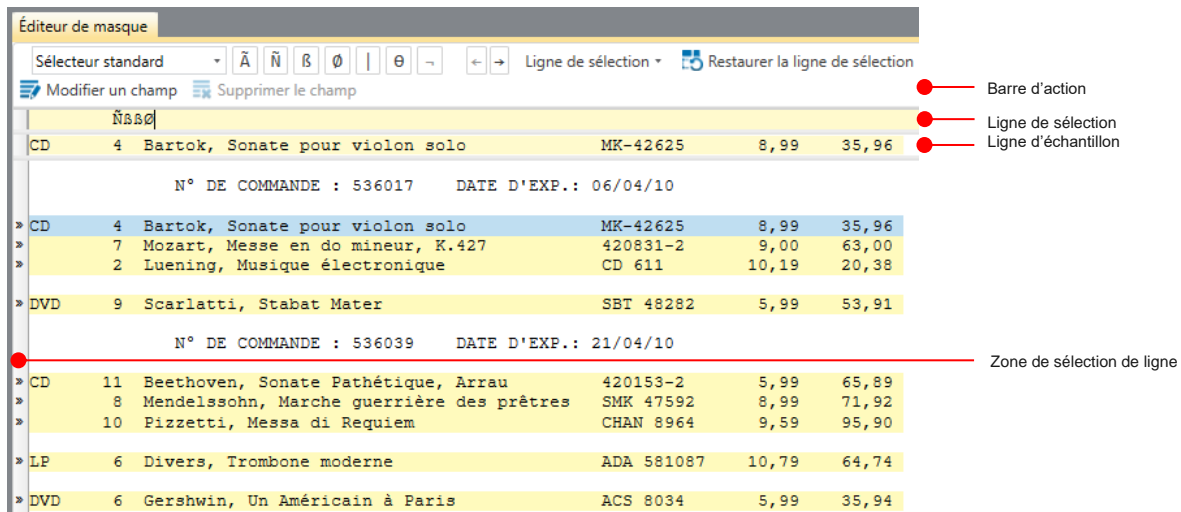 Éditeur de masque
Sélecteur standard Ã Ñ ß Ø | ɵ ¬ ← → Ligne de sélection Restaurer la ligne de sélection
Modifier un champ Supprimer le champ
Barre d'action
ÑßßØ
Ligne de sélection
CD 4 Bartok, Sonate pour violon solo MK-42625 8,99 35,96
Ligne d'échantillon
N° DE COMMANDE : 536017 DATE D'EXP.: 06/04/10
» CD 4 Bartok, Sonate pour violon solo MK-42625 8,99 35,96
» 7 Mozart, Messe en do mineur, K.427 420831-2 9,00 63,00
» 2 Luening, Musique électronique CD 611 10,19 20,38
» DVD 9 Scarlatti, Stabat Mater SBT 48282 5,99 53,91
N° DE COMMANDE : 536039 DATE D'EXP.: 21/04/10
Zone de sélection de ligne
» CD 11 Beethoven, Sonate Pathétique, Arrau 420153-2 5,99 65,89
» 8 Mendelssohn, Marche guerrière des prêtres SMK 47592 8,99 71,92
» 10 Pizzetti, Messa di Requiem CHAN 8964 9,59 95,90
» LP 6 Divers, Trombone moderne ADA 581087 10,79 64,74
» DVD 6 Gershwin, Un Américain à Paris ACS 8034 5,99 35,94